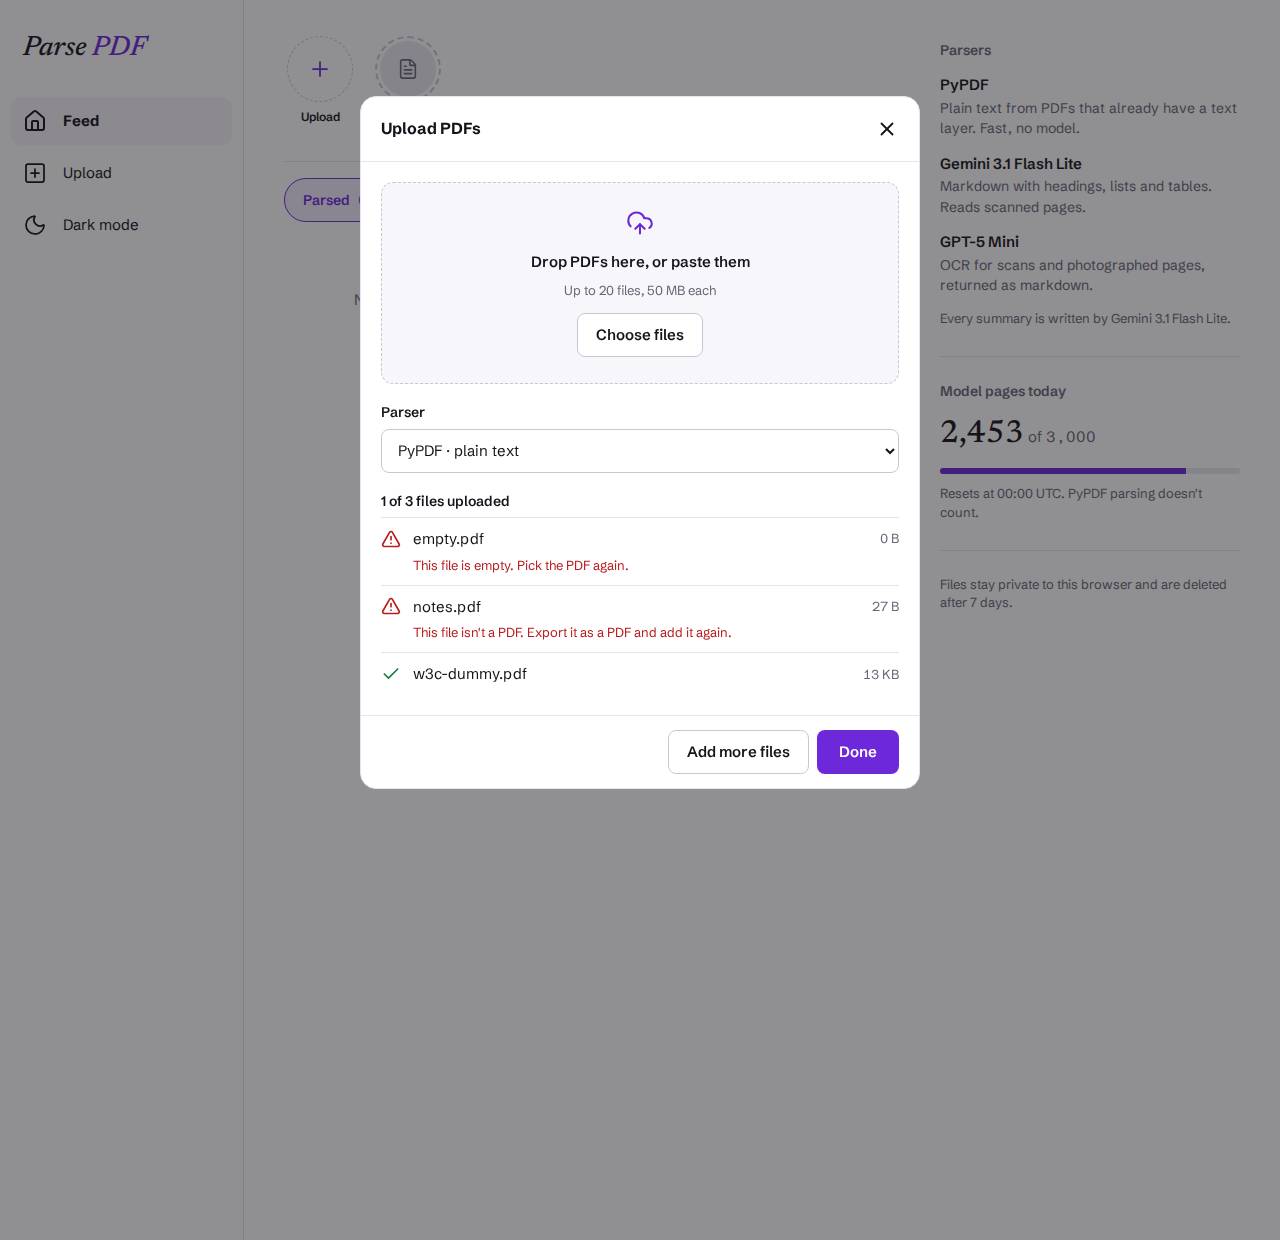 Parse PDF
Feed
Upload
Dark mode
Upload
Parsed
Upload PDFs
Drop PDFs here, or paste them
Up to 20 files, 50 MB each
Choose files
Parser
PyPDF · plain text
1 of 3 files uploaded
empty.pdf 0 B
This file is empty. Pick the PDF again.
notes.pdf 27 B
This file isn't a PDF. Export it as a PDF and add it again.
w3c-dummy.pdf 13 KB
Add more files Done
Parsers
PyPDF
Plain text from PDFs that already have a text
layer. Fast, no model.
Gemini 3.1 Flash Lite
Markdown with headings, lists and tables.
Reads scanned pages.
GPT-5 Mini
OCR for scans and photographed pages,
returned as markdown.
Every summary is written by Gemini 3.1 Flash Lite.
Model pages today
2,453 of 3,000
Resets at 00:00 UTC. PyPDF parsing doesn't
count.
Files stay private to this browser and are deleted
after 7 days.